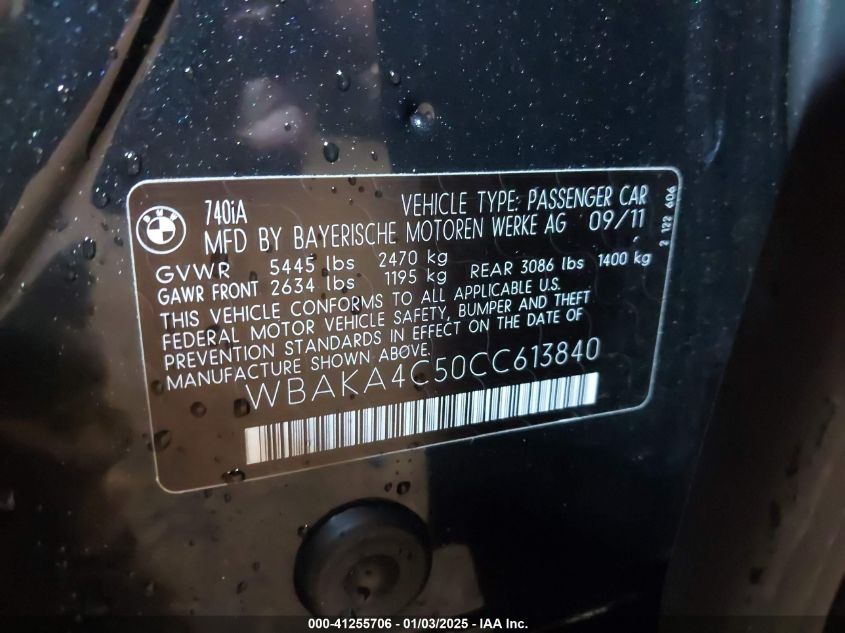 BMW
740iA VEHICLE TYPE: PASSENGER CAR
MFD BY BAYERISCHE MOTOREN WERKE AG 09/11
GVWR 5445 lbs 2470 kg
GAWR FRONT 2634 lbs 1195 kg REAR 3086 lbs 1400 kg
THIS VEHICLE CONFORMS TO ALL APPLICABLE U.S.
FEDERAL MOTOR VEHICLE SAFETY, BUMPER AND THEFT
PREVENTION STANDARDS IN EFFECT ON THE DATE OF
MANUFACTURE SHOWN ABOVE.
WBAKA4C50CC613840
2 122 606
000-41255706 - 01/03/2025 - IAA Inc.